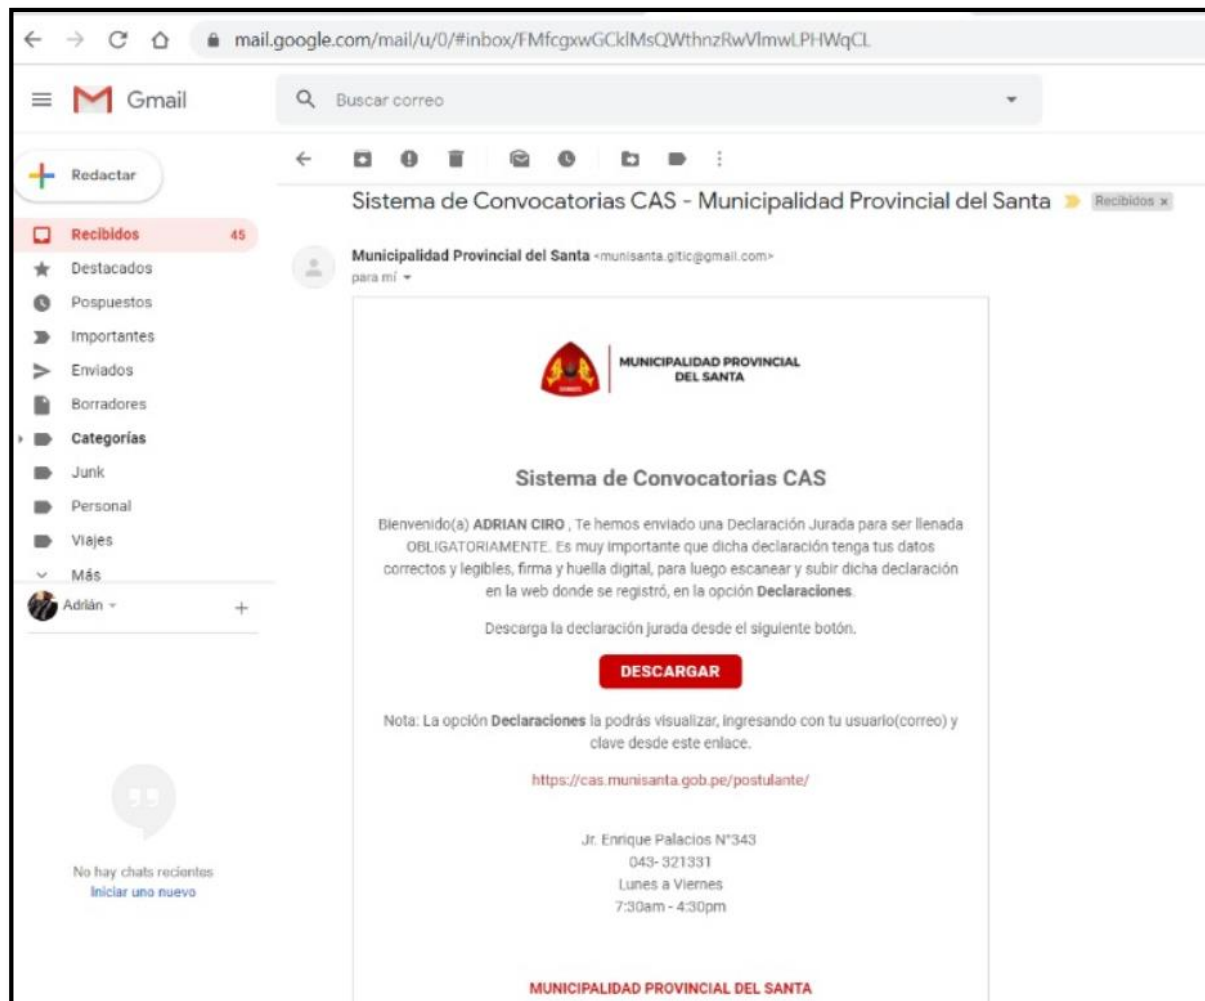 mail.google.com/mail/u/0/#inbox/FMfcgxwGCklMsQWthnzRwVlmwLPHWqCL
Gmail
Buscar correo
Redactar
Sistema de Convocatorias CAS - Municipalidad Provincial del Santa
Recibidos x
Recibidos 45
Destacados
Pospuestos
Importantes
Enviados
Borradores
Categorías
Junk
Personal
Viajes
Más
Adrián
No hay chats recientes
Iniciar uno nuevo
Municipalidad Provincial del Santa <munisanta.gitic@gmail.com>
para mí
MUNICIPALIDAD PROVINCIAL
DEL SANTA
Sistema de Convocatorias CAS
Bienvenido(a) ADRIAN CIRO , Te hemos enviado una Declaración Jurada para ser llenada
OBLIGATORIAMENTE. Es muy importante que dicha declaración tenga tus datos
correctos y legibles, firma y huella digital, para luego escanear y subir dicha declaración
en la web donde se registró, en la opción Declaraciones.
Descarga la declaración jurada desde el siguiente botón.
DESCARGAR
Nota: La opción Declaraciones la podrás visualizar, ingresando con tu usuario(correo) y
clave desde este enlace.
https://cas.munisanta.gob.pe/postulante/
Jr. Enrique Palacios N°343
043- 321331
Lunes a Viernes
7:30am - 4:30pm
MUNICIPALIDAD PROVINCIAL DEL SANTA